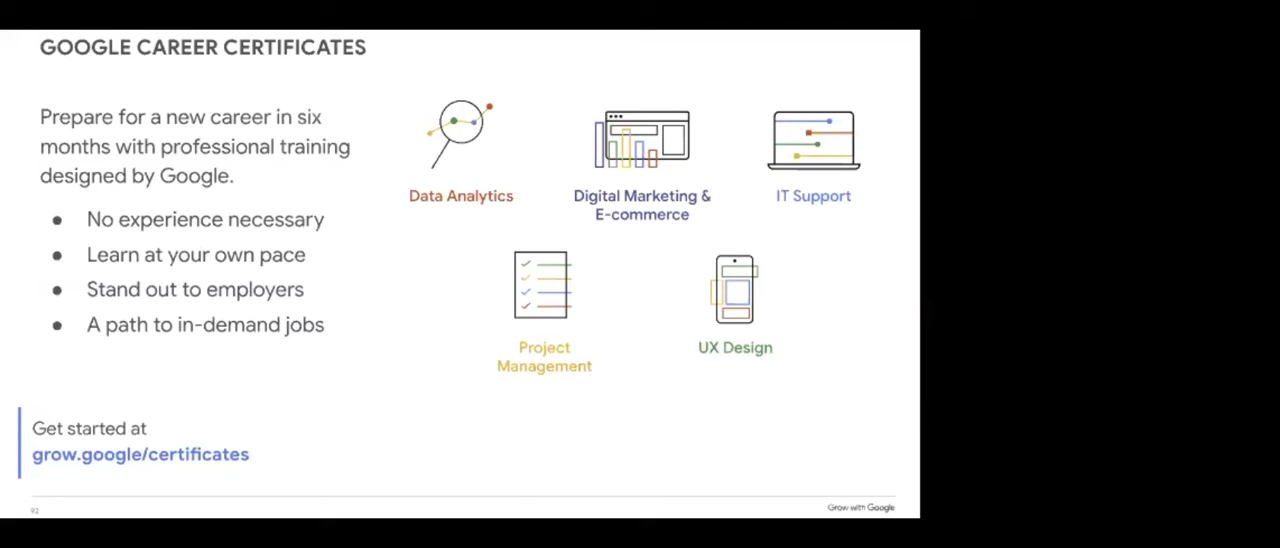 GOOGLE CAREER CERTIFICATES
Prepare for a new career in six
months with professional training
designed by Google.
● No experience necessary
● Learn at your own pace
● Stand out to employers
● A path to in-demand jobs
Data Analytics
Digital Marketing &
E-commerce
IT Support
Project
Management
UX Design
Get started at
grow.google/certificates
92
Grow with Google